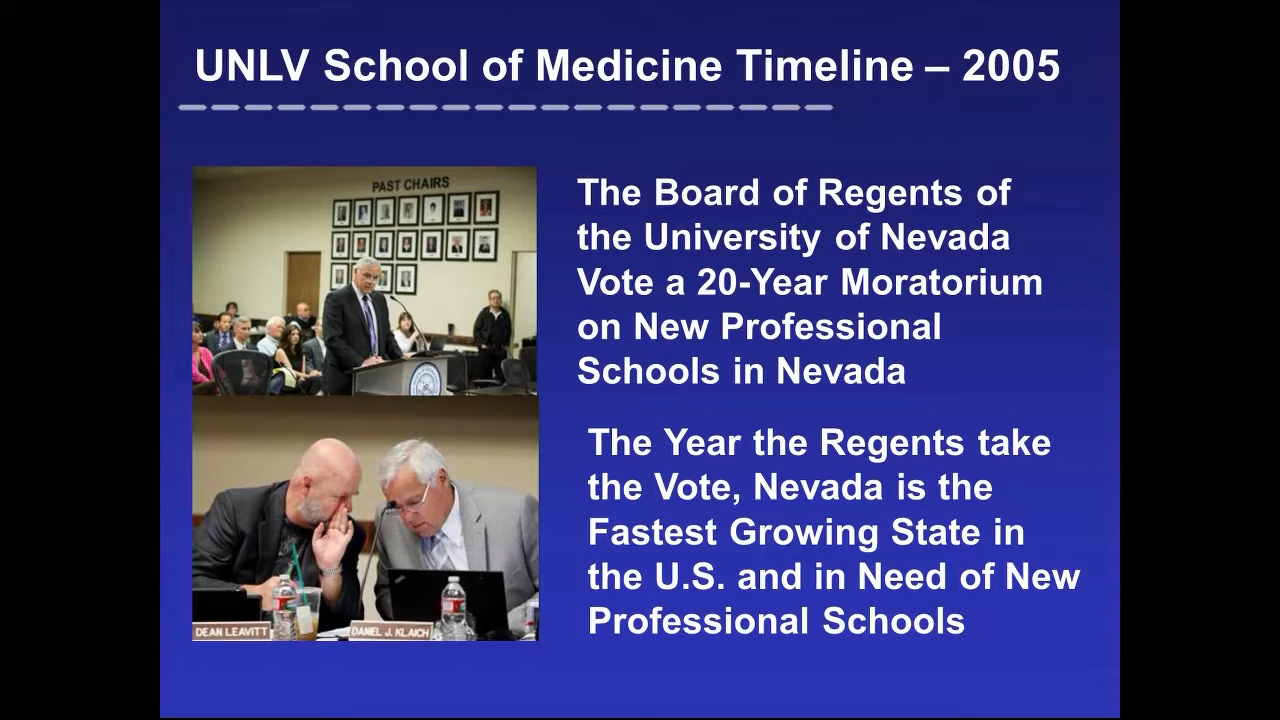 UNLV School of Medicine Timeline – 2005
PAST CHAIRS
The Board of Regents of
the University of Nevada
Vote a 20-Year Moratorium
on New Professional
Schools in Nevada
The Year the Regents take
the Vote, Nevada is the
Fastest Growing State in
the U.S. and in Need of New
Professional Schools
DEAN LEAVITT
DANIEL J. KLAICH